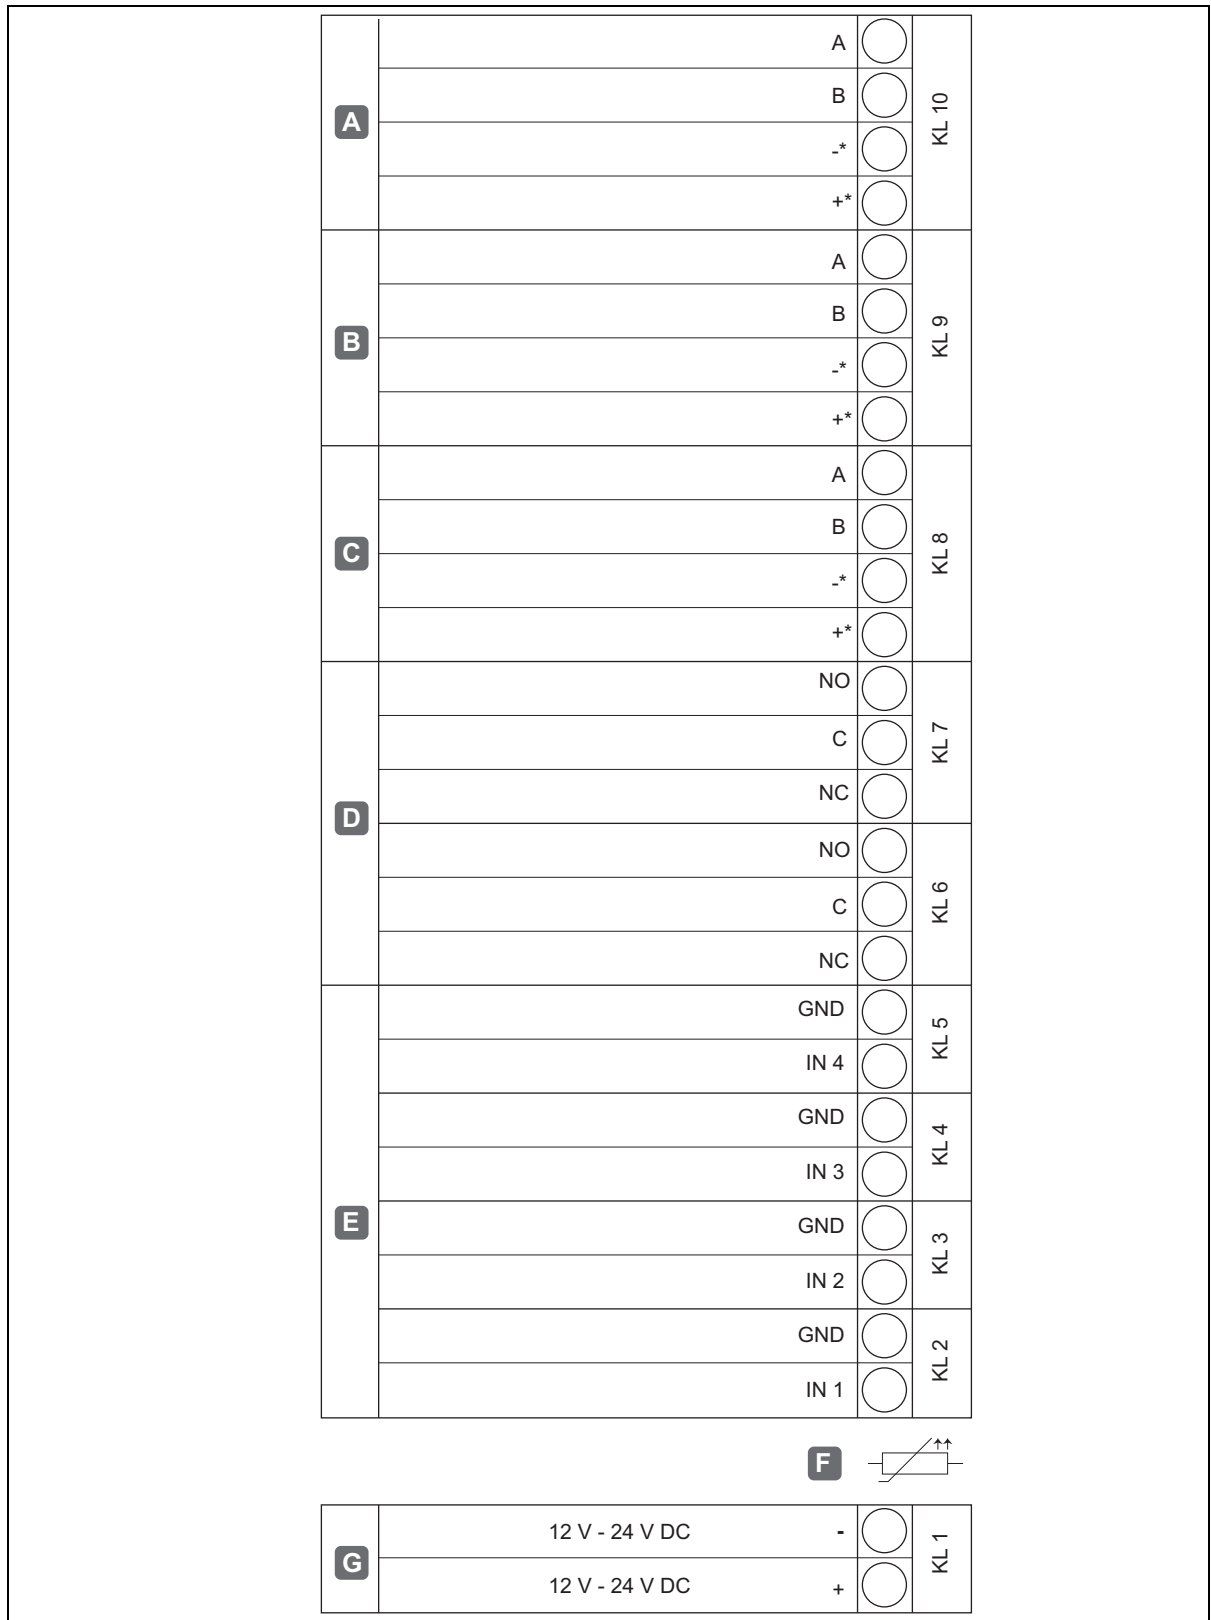 A
B
-*
+*
KL 10
A
A
B
-*
+*
KL 9
B
A
B
-*
+*
KL 8
C
NO
C
NC
KL 7
D
NO
C
NC
KL 6
GND
IN 4
KL 5
GND
IN 3
KL 4
E
GND
IN 2
KL 3
GND
IN 1
KL 2
F
G
12 V - 24 V DC -
12 V - 24 V DC +
KL 1